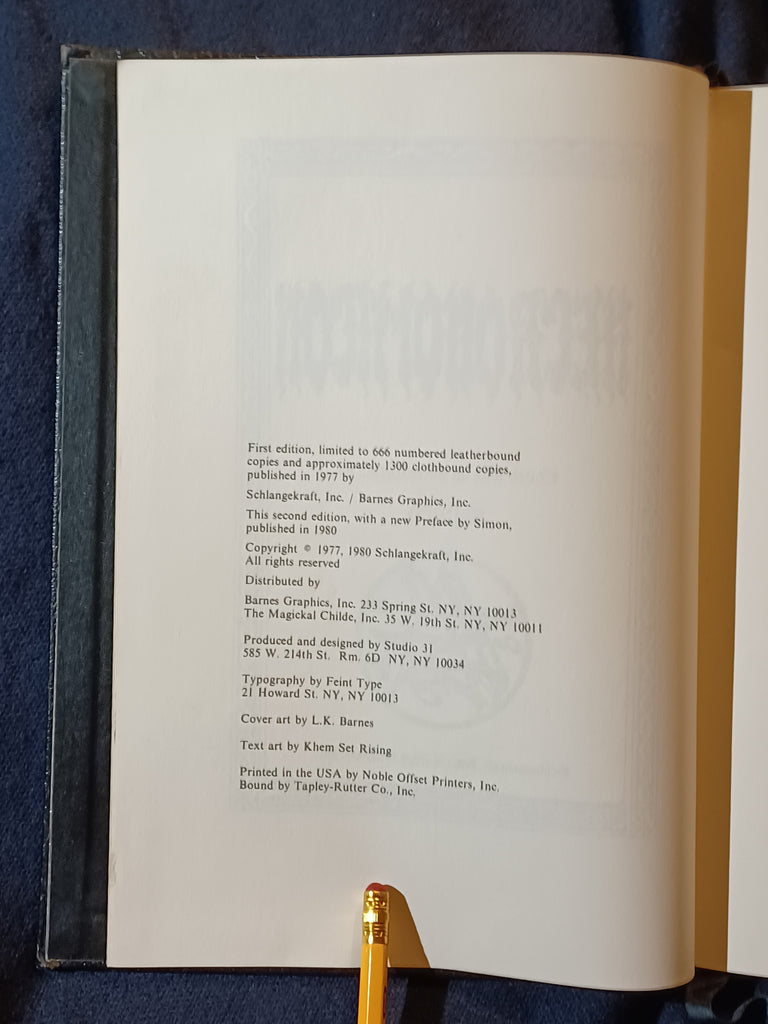 First edition, limited to 666 numbered leatherbound
copies and approximately 1300 clothbound copies,
published in 1977 by
Schlangekraft, Inc. / Barnes Graphics, Inc.
This second edition, with a new Preface by Simon,
published in 1980
Copyright © 1977, 1980 Schlangekraft, Inc.
All rights reserved
Distributed by
Barnes Graphics, Inc. 233 Spring St. NY, NY 10013
The Magickal Childe, Inc. 35 W. 19th St. NY, NY 10011
Produced and designed by Studio 31
585 W. 214th St. Rm. 6D NY, NY 10034
Typography by Feint Type
21 Howard St. NY, NY 10013
Cover art by L.K. Barnes
Text art by Khem Set Rising
Printed in the USA by Noble Offset Printers, Inc.
Bound by Tapley-Rutter Co., Inc.